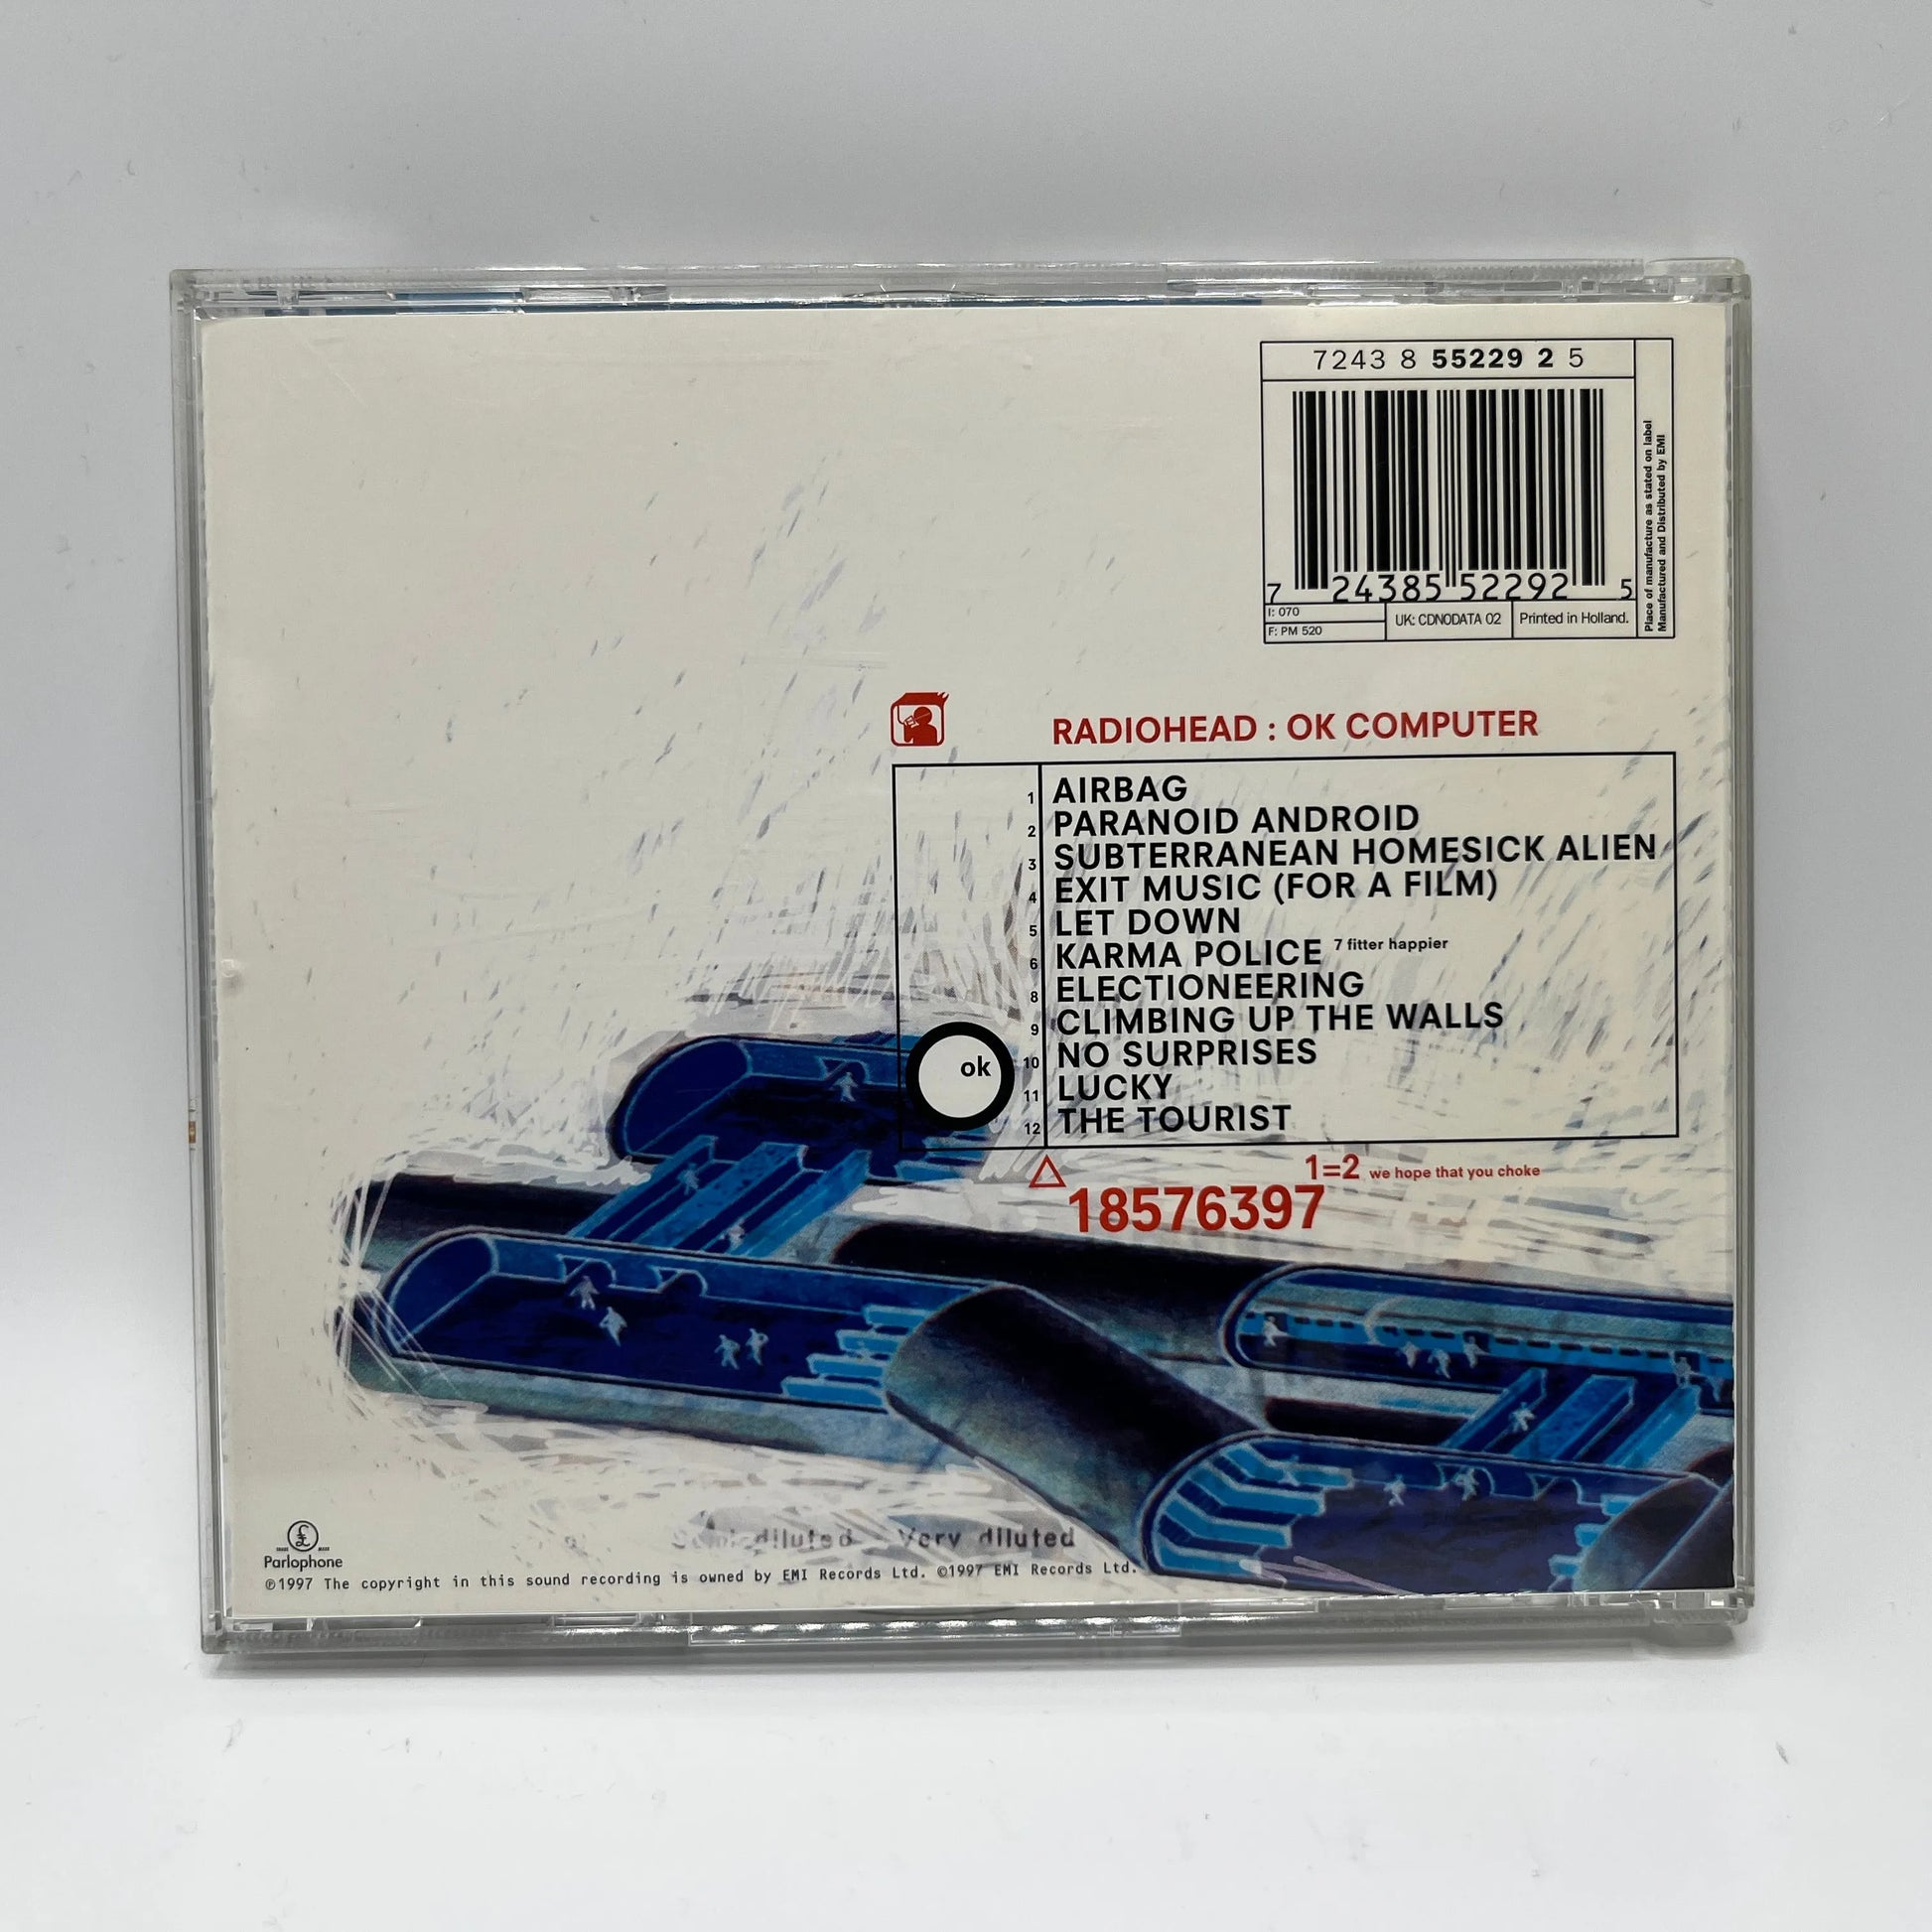 7243 8 55229 2 5
7 24385 52292 5
I: 070
F: PM 520
UK: CDNODATA 02
Printed in Holland.
Place of manufacture as stated on label
Manufactured and Distributed by EMI
RADIOHEAD : OK COMPUTER
1 AIRBAG
2 PARANOID ANDROID
3 SUBTERRANEAN HOMESICK ALIEN
4 EXIT MUSIC (FOR A FILM)
5 LET DOWN
6 KARMA POLICE 7 fitter happier
8 ELECTIONEERING
9 CLIMBING UP THE WALLS
10 NO SURPRISES
11 LUCKY
12 THE TOURIST
ok
1=2 we hope that you choke
18576397
diluted Very diluted
Parlophone
℗1997 The copyright in this sound recording is owned by EMI Records Ltd. ©1997 EMI Records Ltd.